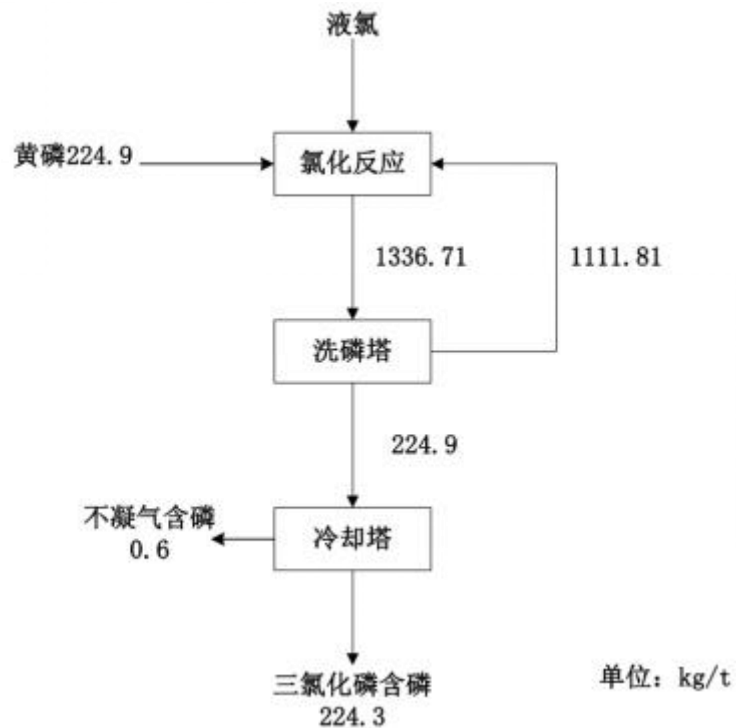 液氯
黄磷224.9
氯化反应
1336.71
1111.81
洗磷塔
224.9
不凝气含磷
0.6
冷却塔
三氯化磷含磷
224.3
单位：kg/t